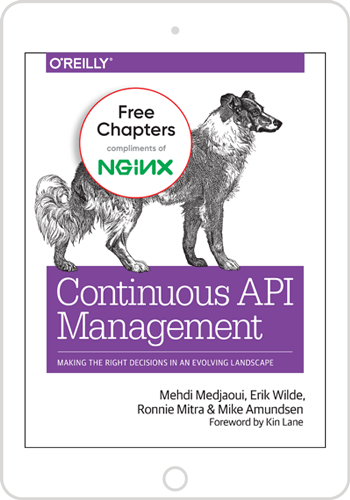 O'REILLY®
Free
Chapters
compliments of
NGINX
Continuous API
Management
MAKING THE RIGHT DECISIONS IN AN EVOLVING LANDSCAPE
Mehdi Medjaoui, Erik Wilde,
Ronnie Mitra & Mike Amundsen
Foreword by Kin Lane